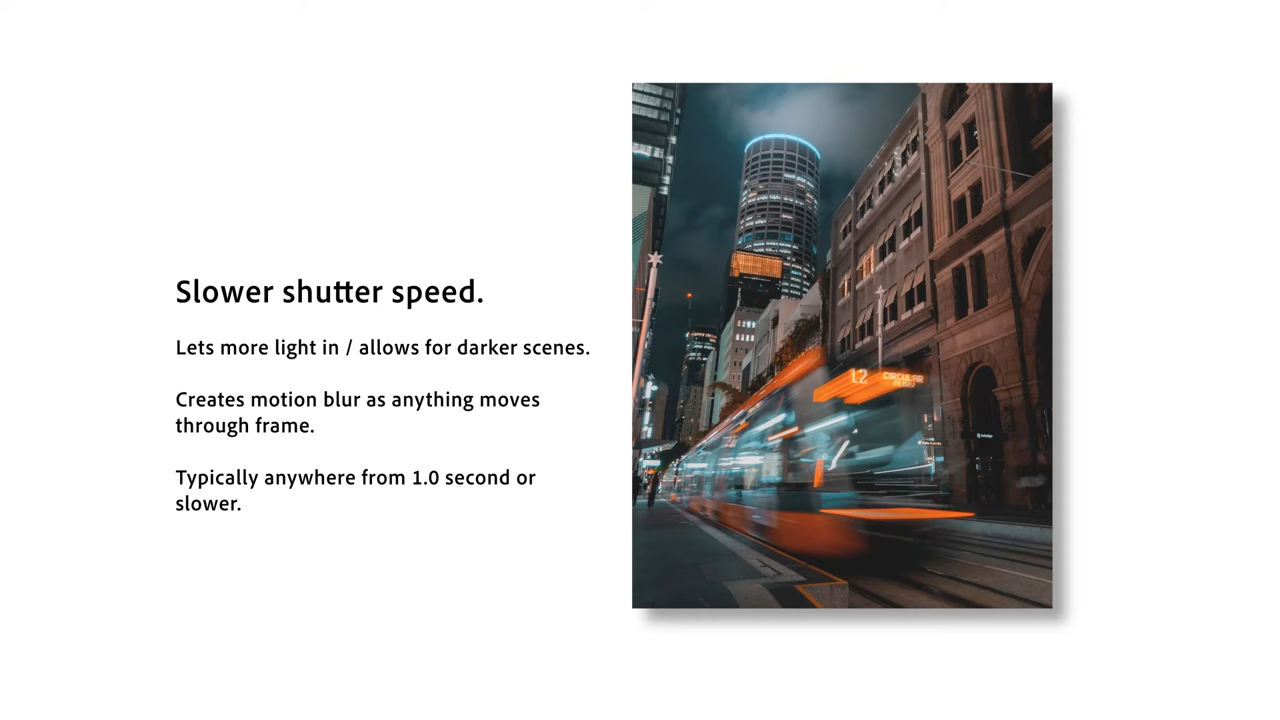 Slower shutter speed.
Lets more light in / allows for darker scenes.
Creates motion blur as anything moves
through frame.
Typically anywhere from 1.0 second or
slower.
L2 CIRCULAR